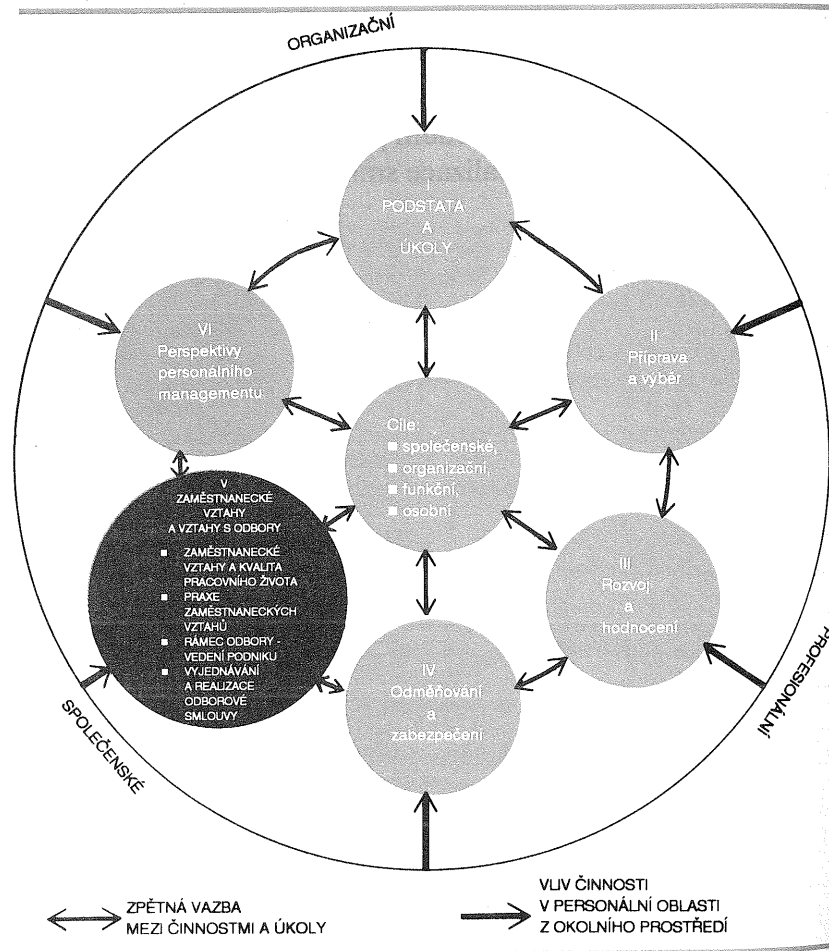 ORGANIZAČNÍ
I
PODSTATA
A
ÚKOLY
VI
Perspektivy
personálního
managementu
II
Příprava
a výběr
Cíle:
■ společenské,
■ organizační,
■ funkční,
■ osobní
V
ZAMĚSTNANECKÉ
VZTAHY
A VZTAHY S ODBORY
■ ZAMĚSTNANECKÉ
VZTAHY A KVALITA
PRACOVNÍHO ŽIVOTA
■ PRAXE
ZAMĚSTNANECKÝCH
VZTAHŮ
■ RÁMEC ODBORY -
VEDENÍ PODNIKU
■ VYJEDNÁVÁNÍ
A REALIZACE
ODBOROVÉ
SMLOUVY
III
Rozvoj
a
hodnocení
IV
Odměňování
a
zabezpečení
SPOLEČENSKÉ
PROFESIONÁLNÍ
ZPĚTNÁ VAZBA
MEZI ČINNOSTMI A ÚKOLY
VLIV ČINNOSTI
V PERSONÁLNÍ OBLASTI
Z OKOLNÍHO PROSTŘEDÍ